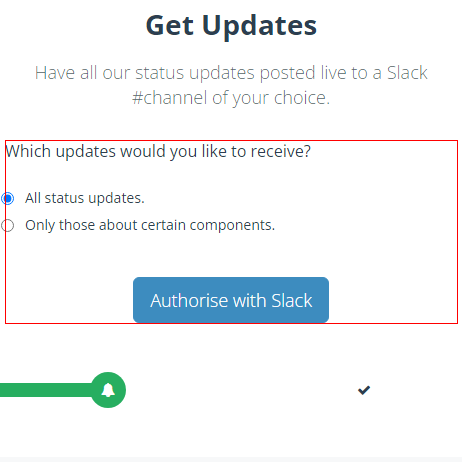 Get Updates
Have all our status updates posted live to a Slack
#channel of your choice.
Which updates would you like to receive?
All status updates.
Only those about certain components.
Authorise with Slack